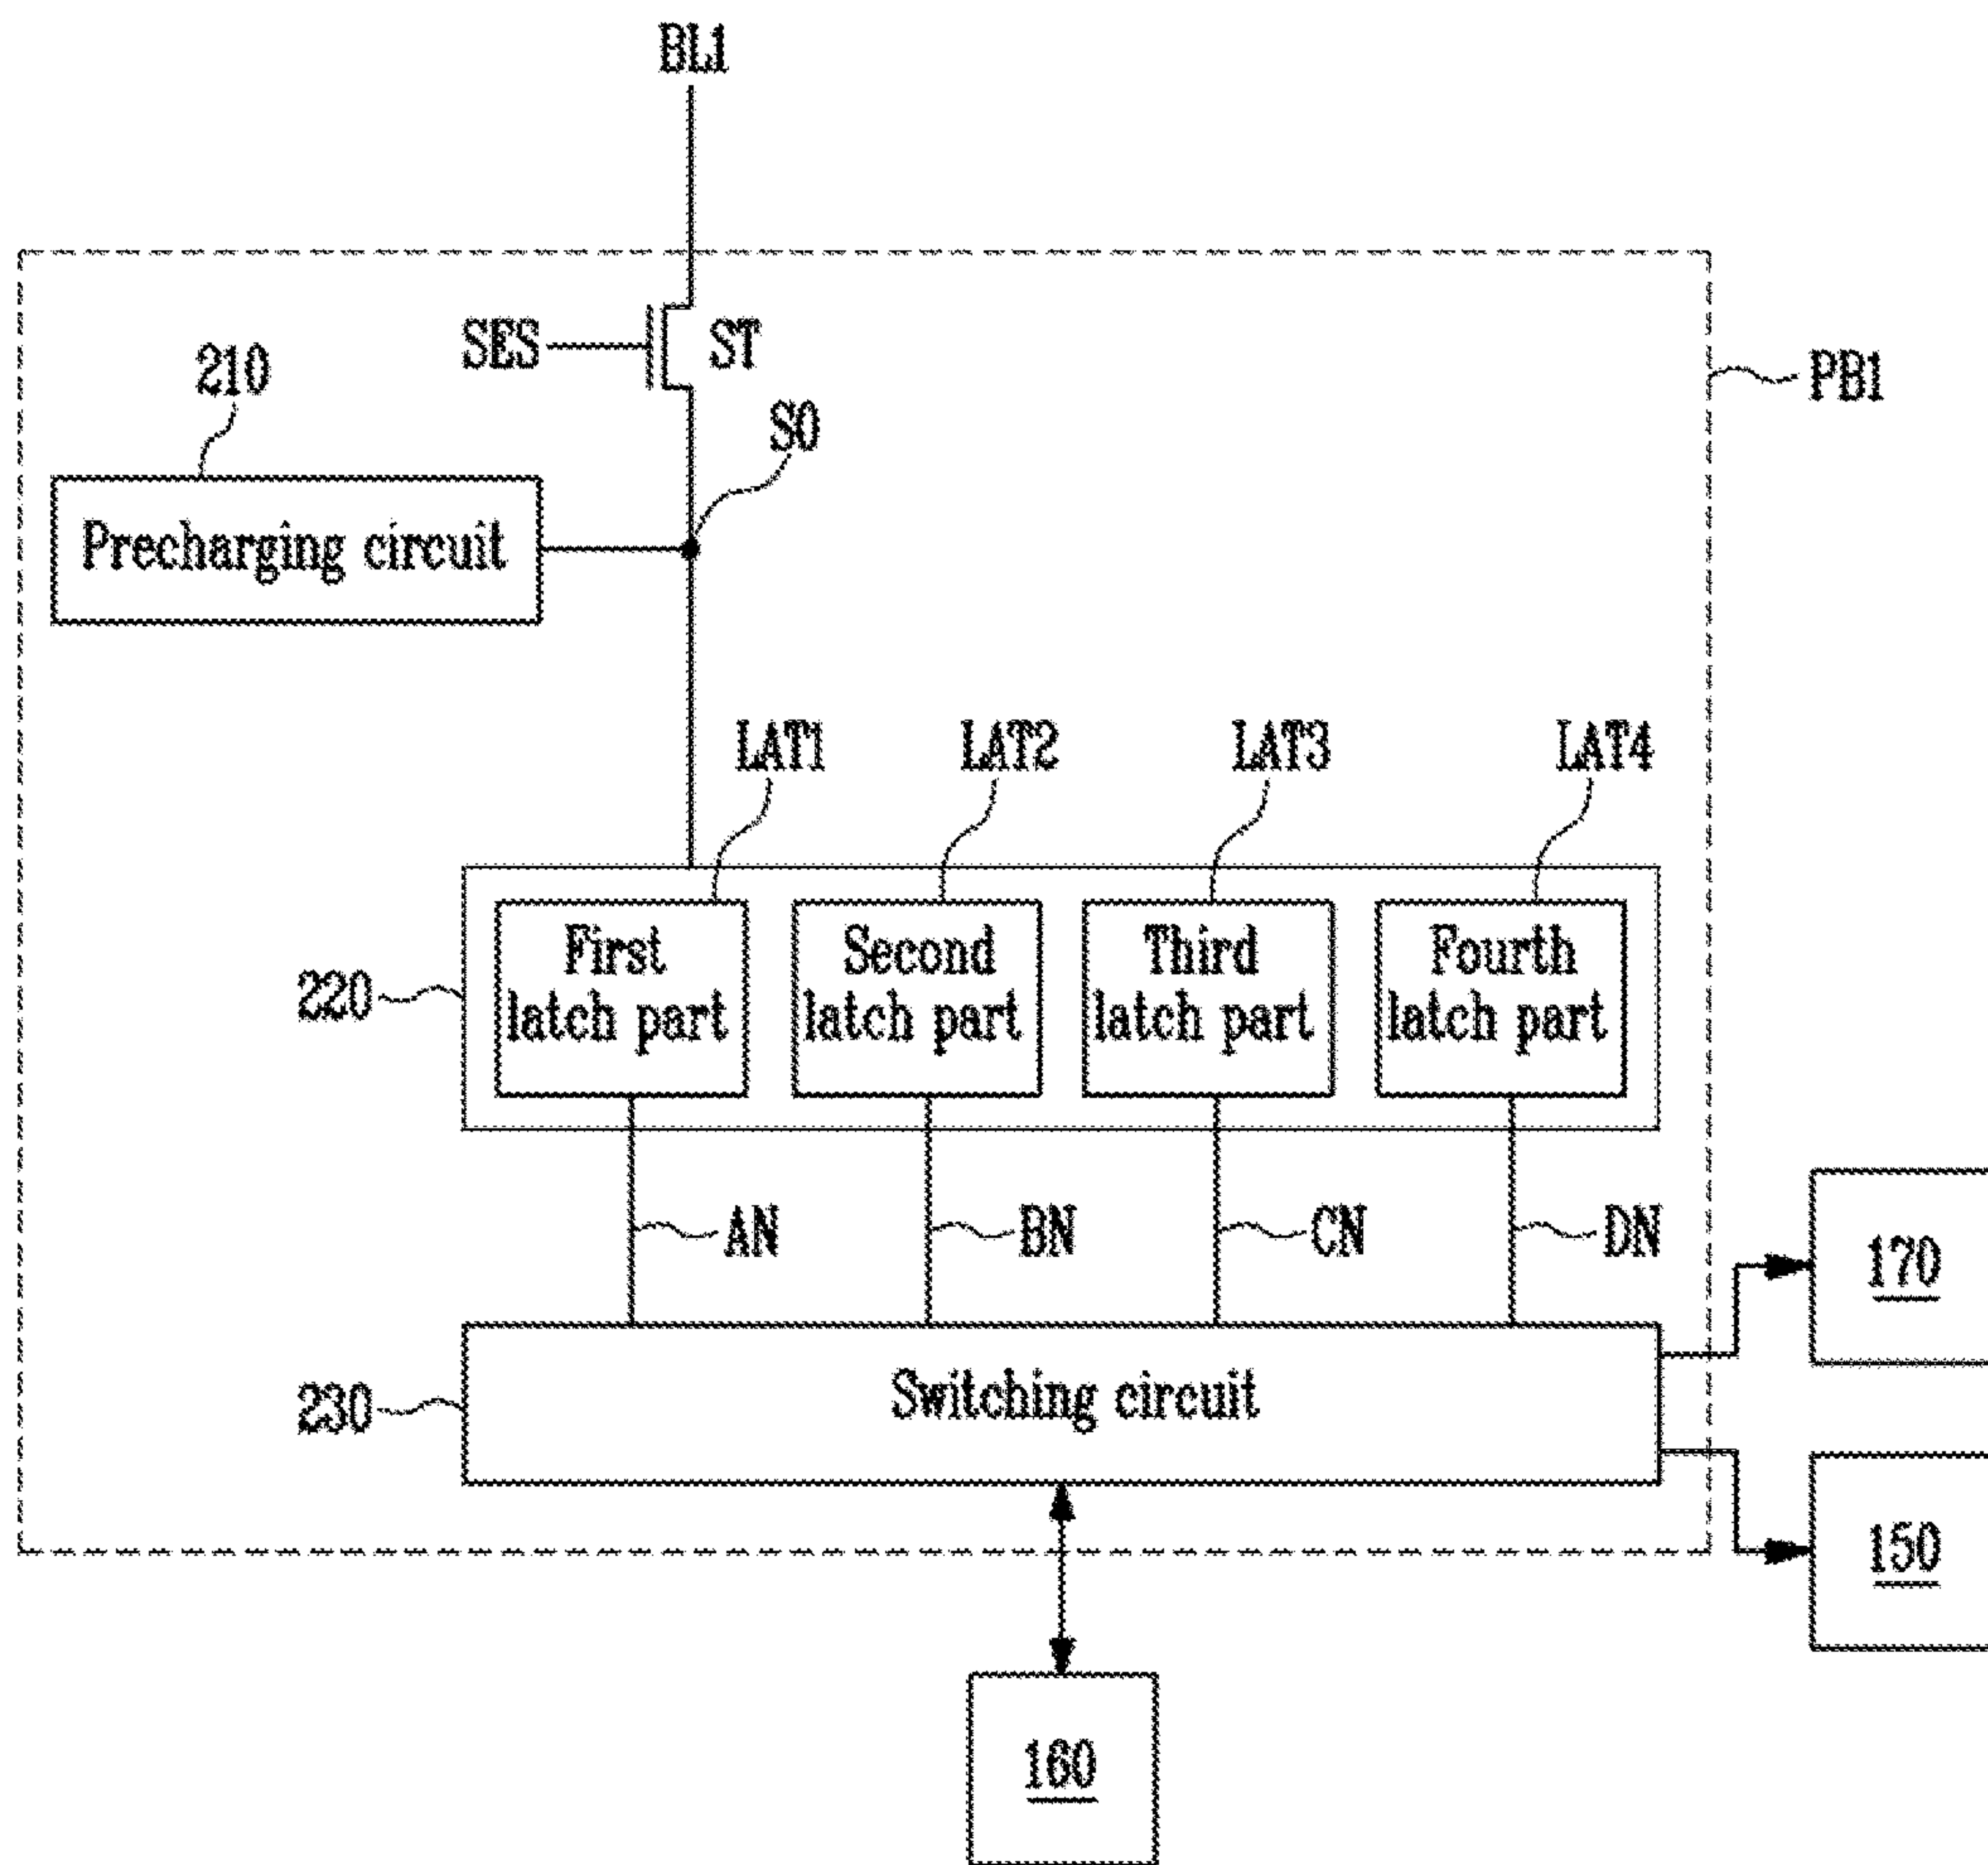 BL1
SES
ST
PB1
210
SO
Precharging circuit
LAT1
LAT2
LAT3
LAT4
First
latch part
Second
latch part
Third
latch part
Fourth
latch part
220
AN
BN
CN
DN
170
230
Switching circuit
150
160